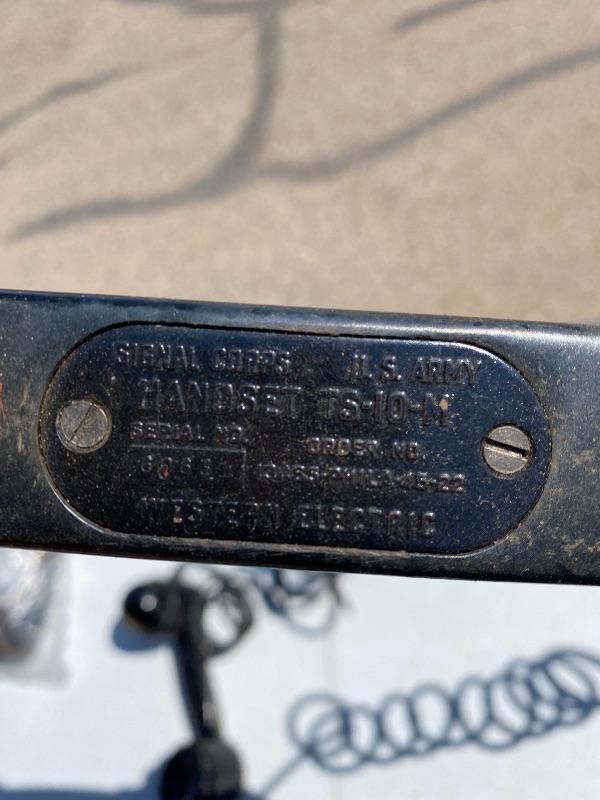 SIGNAL CORPS U.S. ARMY
HANDSET TS-10-M
SERIAL NO. ORDER NO.
WESTERN ELECTRIC